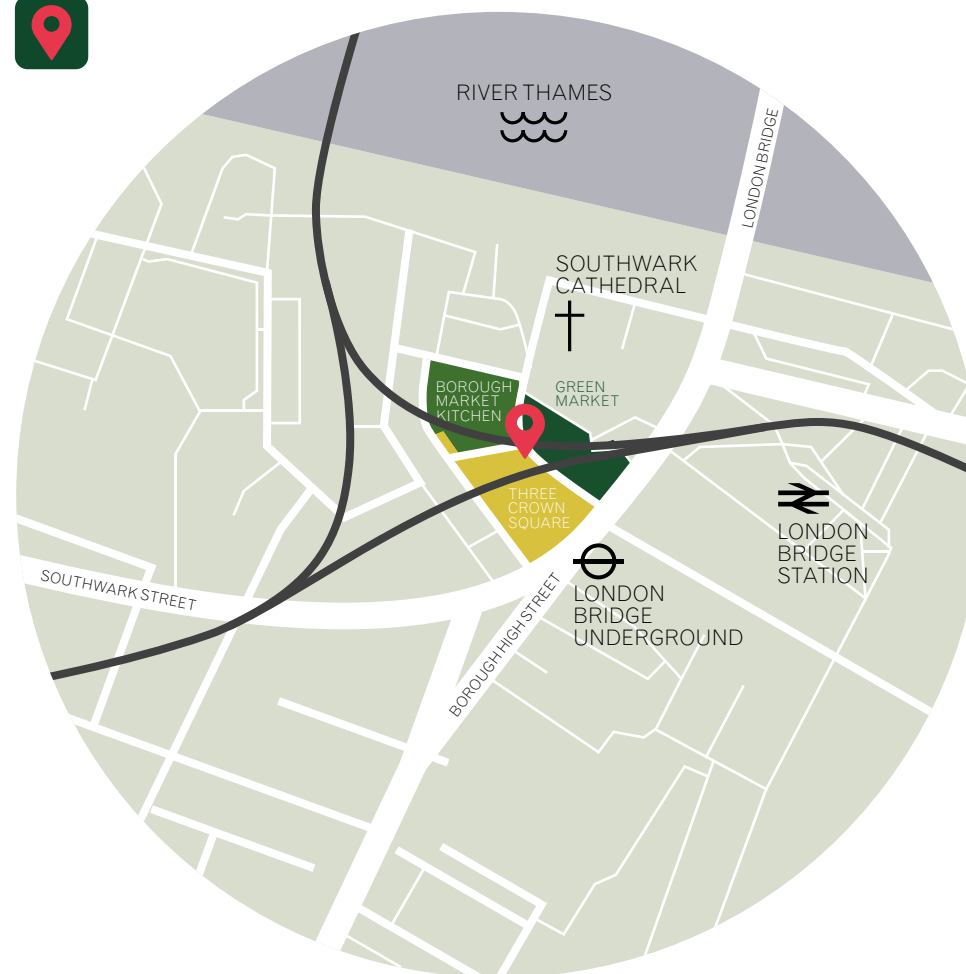 RIVER THAMES
LONDON BRIDGE
SOUTHWARK
CATHEDRAL
BOROUGH
MARKET
KITCHEN
GREEN
MARKET
THREE
CROWN
SQUARE
LONDON
BRIDGE
STATION
SOUTHWARK STREET
LONDON
BRIDGE
UNDERGROUND
BOROUGH HIGH STREET